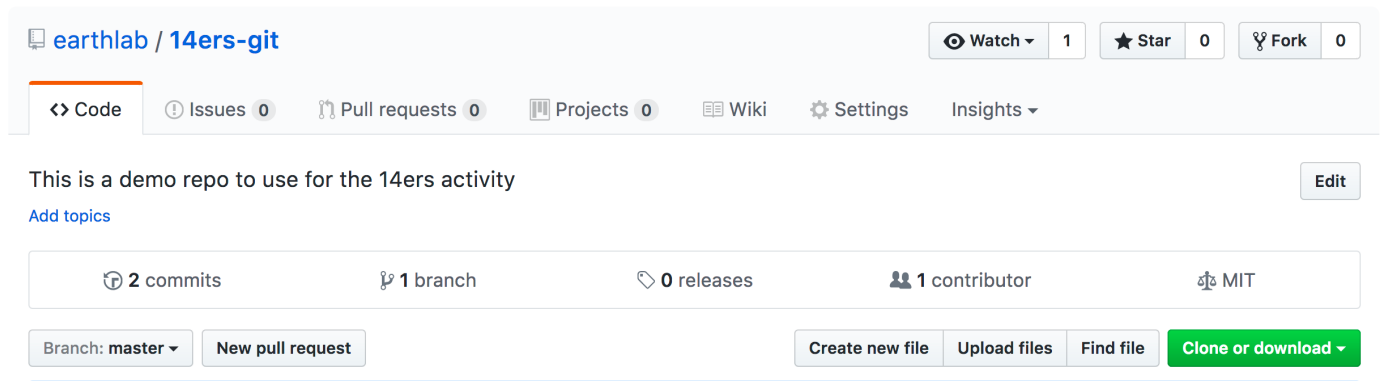 earthlab / 14ers-git Watch 1 Star 0 Fork 0
Code Issues 0 Pull requests 0 Projects 0 Wiki Settings Insights
This is a demo repo to use for the 14ers activity Edit
Add topics
2 commits 1 branch 0 releases 1 contributor MIT
Branch: master New pull request Create new file Upload files Find file Clone or download